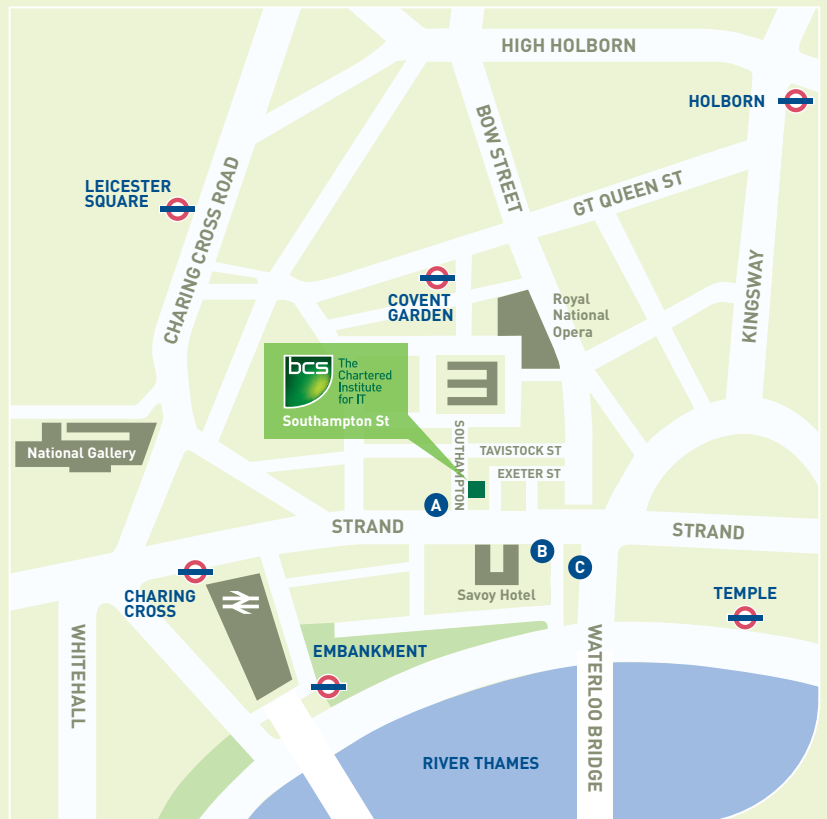 HIGH HOLBORN
HOLBORN
BOW STREET
LEICESTER
SQUARE
CHARING CROSS ROAD
GT QUEEN ST
KINGSWAY
COVENT
GARDEN
Royal
National
Opera
bcs
The
Chartered
Institute
for IT
Southampton St
National Gallery
SOUTHAMPTON
TAVISTOCK ST
EXETER ST
A
STRAND
STRAND
B
C
Savoy Hotel
CHARING
CROSS
TEMPLE
WHITEHALL
EMBANKMENT
WATERLOO BRIDGE
RIVER THAMES